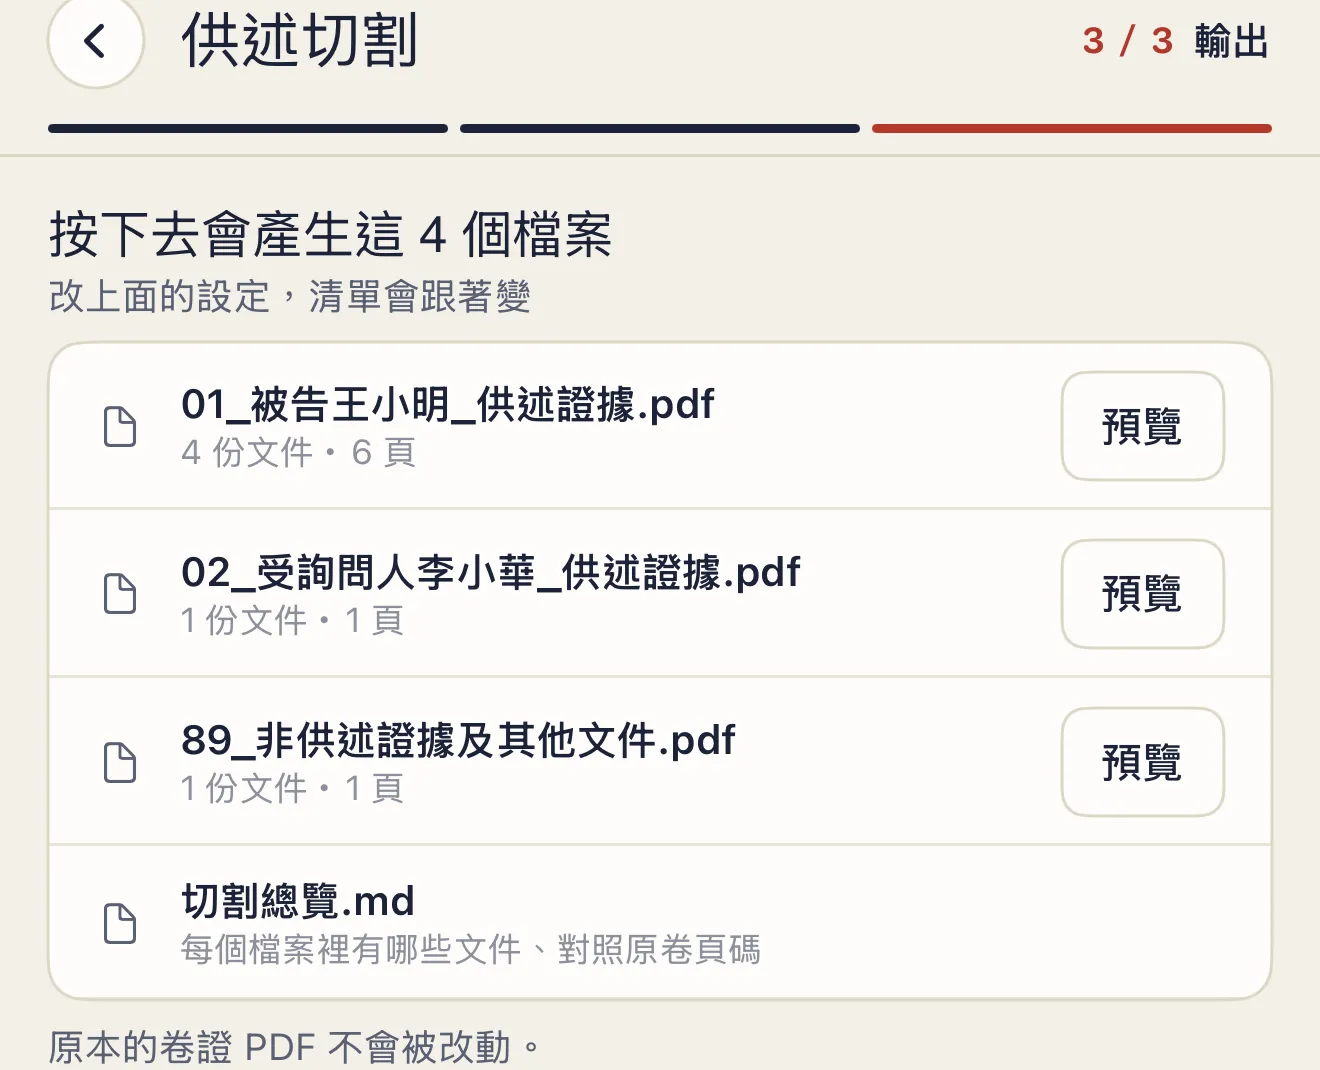 供述切割
3 / 3 輸出
按下去會產生這 4 個檔案
改上面的設定，清單會跟著變
01_被告王小明_供述證據.pdf
4 份文件・6 頁
預覽
02_受詢問人李小華_供述證據.pdf
1 份文件・1 頁
預覽
89_非供述證據及其他文件.pdf
1 份文件・1 頁
預覽
切割總覽.md
每個檔案裡有哪些文件、對照原卷頁碼
原本的卷證 PDF 不會被改動。